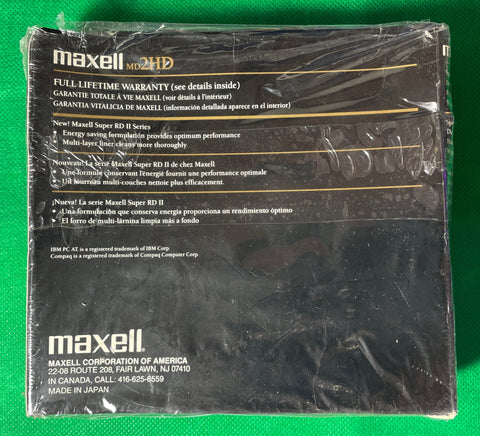 maxell MD2HD
FULL LIFETIME WARRANTY (see details inside)
GARANTIE TOTALE À VIE MAXELL (voir détails à l'intérieur)
GARANTIA VITALICIA DE MAXELL (información detallada aparece en el interior)
New! Maxell Super RD II Series
• Energy saving formulation provides optimum performance
• Multi-layer liner cleans more thoroughly
Nouveau! La serie Maxell Super RD II de chez Maxell
• Une formule conservant l'énergie fournit une performance optimale
• Un fourreau multi-couches nettoie plus efficacement.
¡Nueva! La serie Maxell Super RD II
• Una formulación que conserva energia proporciona un rendimiento óptimo
• El forro de multi-lámina limpia más a fondo
IBM PC AT is a registered trademark of IBM Corp.
Compaq is a registered trademark of Compaq Computer Corp.
maxell.
MAXELL CORPORATION OF AMERICA
22-08 ROUTE 208, FAIR LAWN, NJ 07410
IN CANADA, CALL: 416-625-6559
MADE IN JAPAN